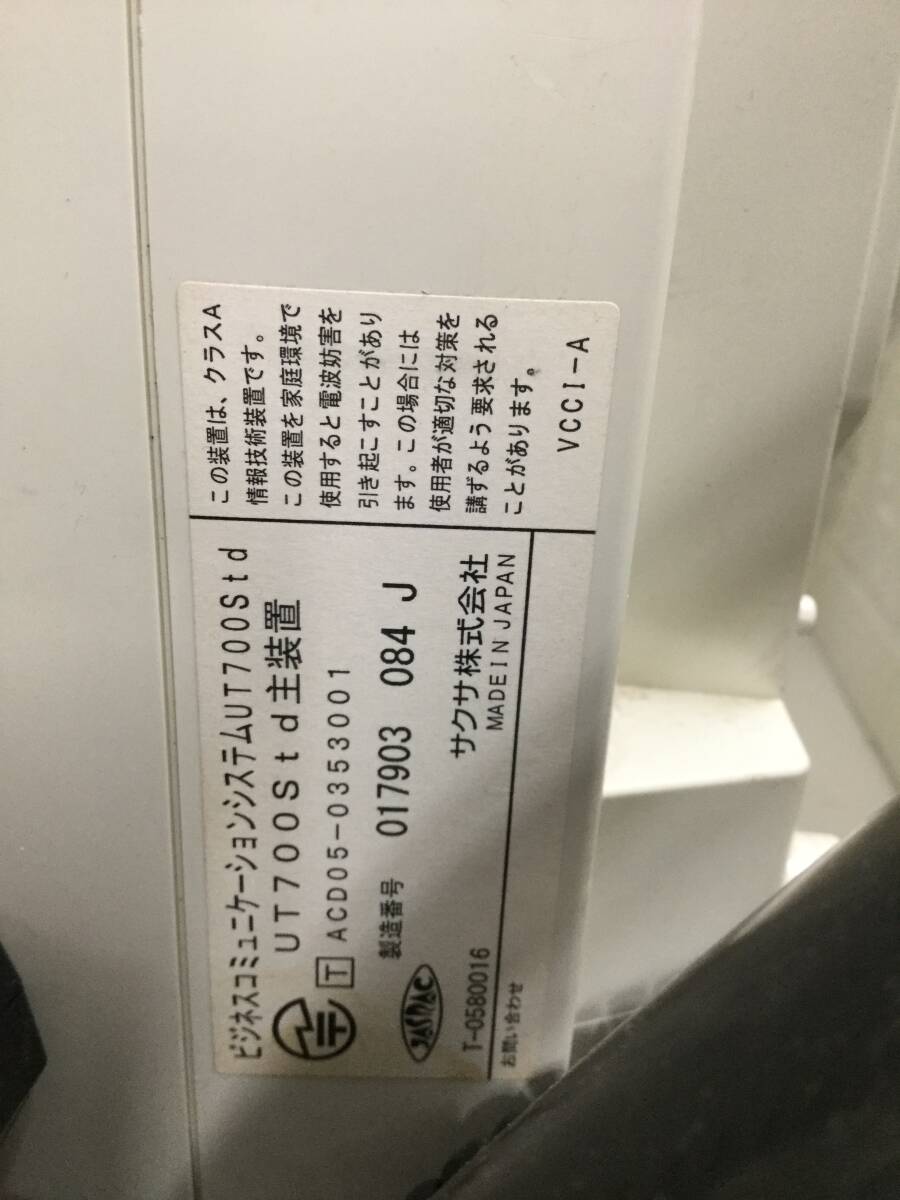 ビジネスコミュニケーションシステムUT700Std
UT700Std主装置
T ACD05-0353001
製造番号 017903 084 J
JASDAC
サクサ株式会社
MADE IN JAPAN
T-0580016
お問い合わせ
この装置は、クラスA
情報技術装置です。
この装置を家庭環境で
使用すると電波妨害を
引き起こすことがあり
ます。この場合には
使用者が適切な対策を
講ずるよう要求される
ことがあります。
VCCI-A